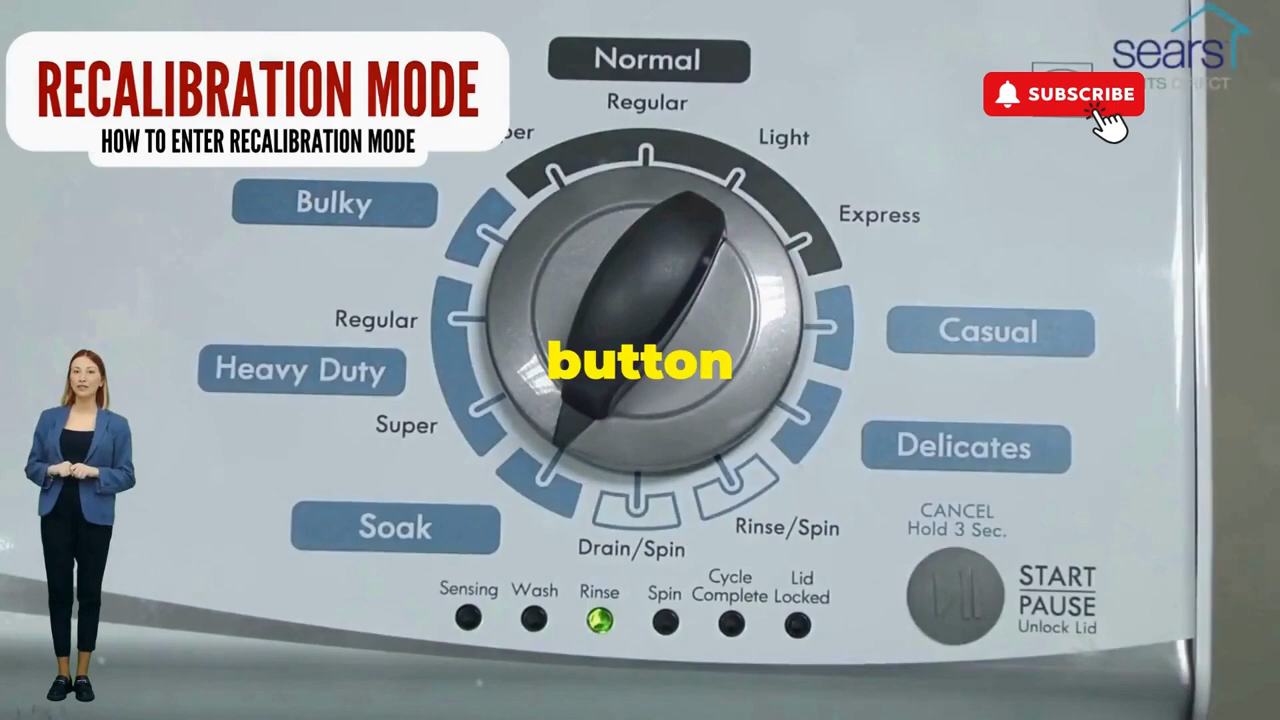 RECALIBRATION MODE
HOW TO ENTER RECALIBRATION MODE
Normal
Regular
Light
Express
sears
SUBSCRIBE
Bulky
Regular
Heavy Duty
Super
button
Casual
Delicates
Soak
Drain/Spin
Rinse/Spin
CANCEL
Hold 3 Sec.
Sensing
Wash
Rinse
Spin
Cycle
Complete
Lid
Locked
START
PAUSE
Unlock Lid